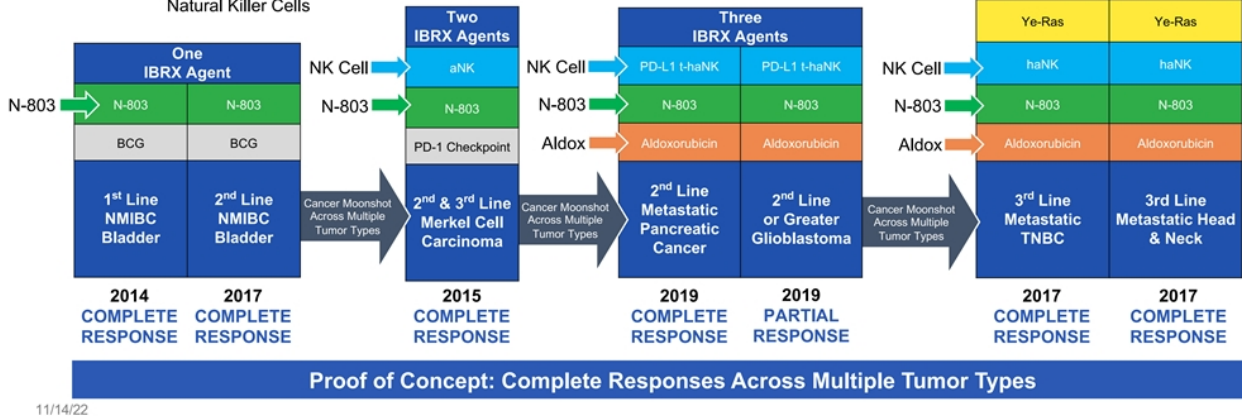 Natural Killer Cells
One
IBRX Agent
N-803
N-803
N-803
BCG
BCG
1st Line
NMIBC
Bladder
2nd Line
NMIBC
Bladder
2014
COMPLETE
RESPONSE
2017
COMPLETE
RESPONSE
Cancer Moonshot
Across Multiple
Tumor Types
Two
IBRX Agents
NK Cell
aNK
N-803
N-803
PD-1 Checkpoint
2nd & 3rd Line
Merkel Cell
Carcinoma
2015
COMPLETE
RESPONSE
Cancer Moonshot
Across Multiple
Tumor Types
Three
IBRX Agents
NK Cell
PD-L1 t-haNK
PD-L1 t-haNK
N-803
N-803
N-803
Aldox
Aldoxorubicin
Aldoxorubicin
2nd Line
Metastatic
Pancreatic
Cancer
2nd Line
or Greater
Glioblastoma
2019
COMPLETE
RESPONSE
2019
PARTIAL
RESPONSE
Cancer Moonshot
Across Multiple
Tumor Types
Ye-Ras
Ye-Ras
NK Cell
haNK
haNK
N-803
N-803
N-803
Aldox
Aldoxorubicin
Aldoxorubicin
3rd Line
Metastatic
TNBC
3rd Line
Metastatic Head
& Neck
2017
COMPLETE
RESPONSE
2017
COMPLETE
RESPONSE
Proof of Concept: Complete Responses Across Multiple Tumor Types
11/14/22